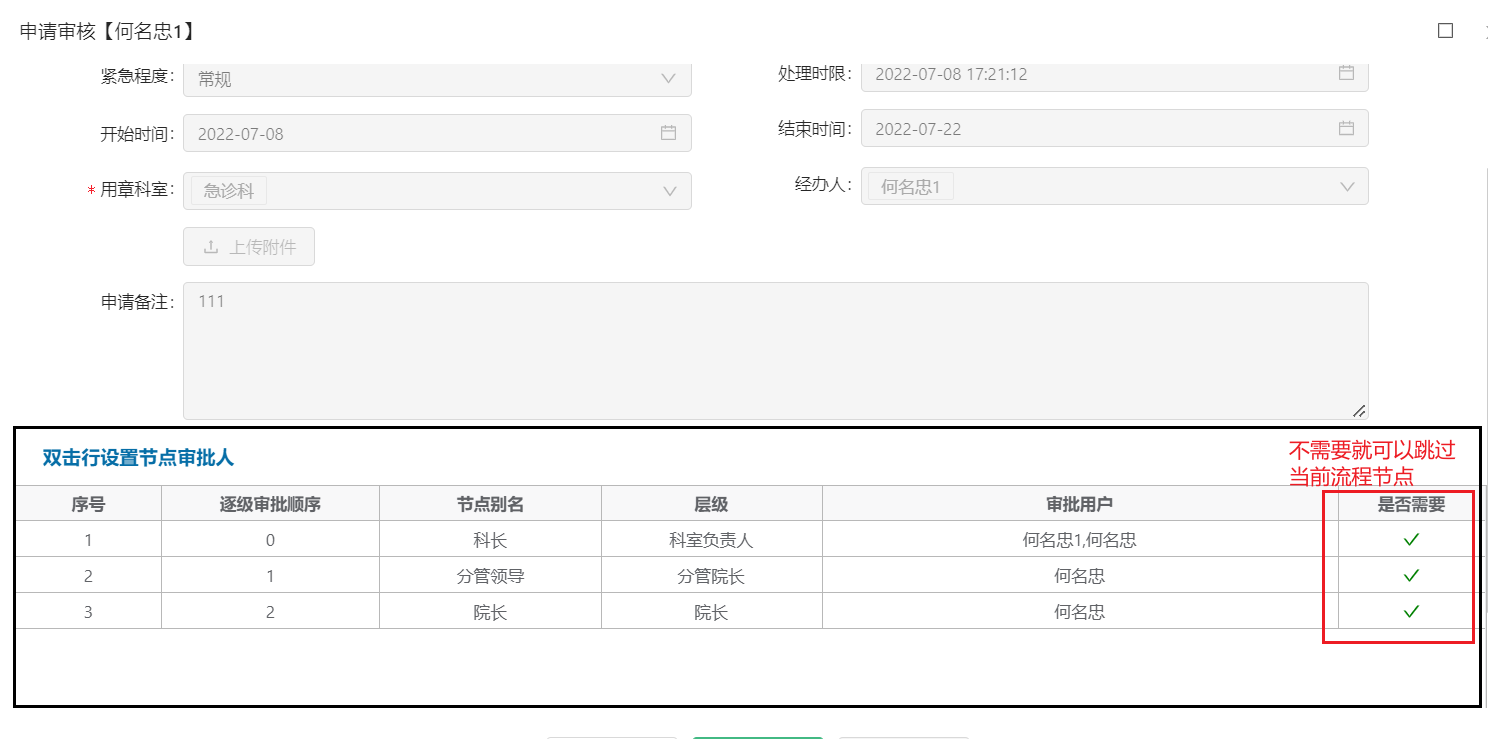 申请审核【何名忠1】
紧急程度： 常规 处理时限： 2022-07-08 17:21:12
开始时间： 2022-07-08 结束时间： 2022-07-22
* 用章科室： 急诊科 经办人： 何名忠1
上传附件
申请备注： 111
双击行设置节点审批人
不需要就可以跳过
当前流程节点
序号 逐级审批顺序 节点别名 层级 审批用户 是否需要
1 0 科长 科室负责人 何名忠1,何名忠
2 1 分管领导 分管院长 何名忠
3 2 院长 院长 何名忠